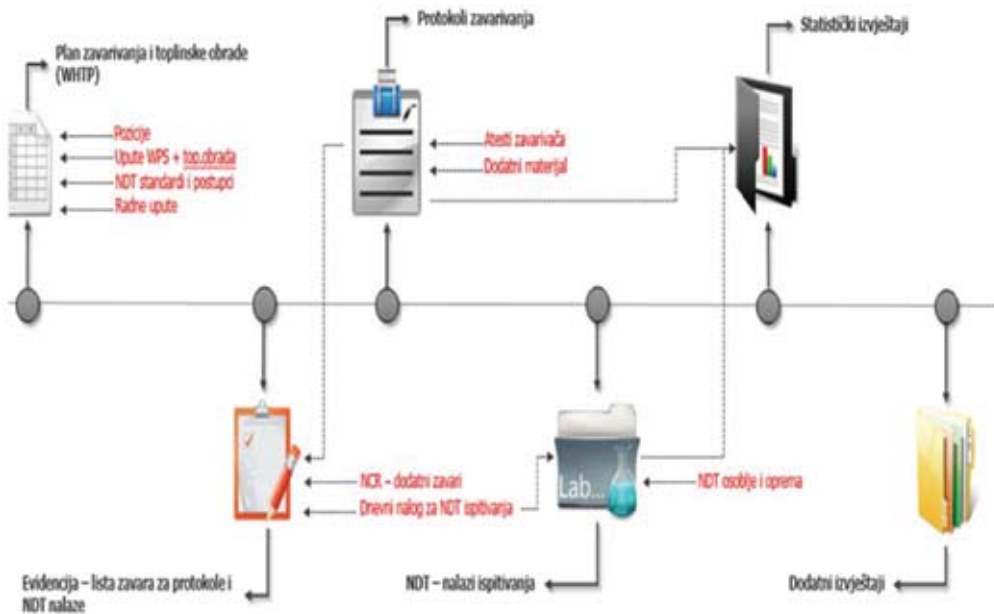 Protokoli zavarivanja
Statistički izvještaji
Plan zavarivanja i toplinske obrade
(WHTP)
Pozicije
Upute WPS + top.obrada
NDT standardi i postupci
Radne upute
Atesti zavarivača
Dodatni materijal
NCR – dodatni zavari
Dnevni nalog za NDT ispitivanja
Lab...
NDT osoblje i oprema
Evidencija – lista zavara za protokole i
NDT nalaze
NDT – nalazi ispitivanja
Dodatni izvještaji